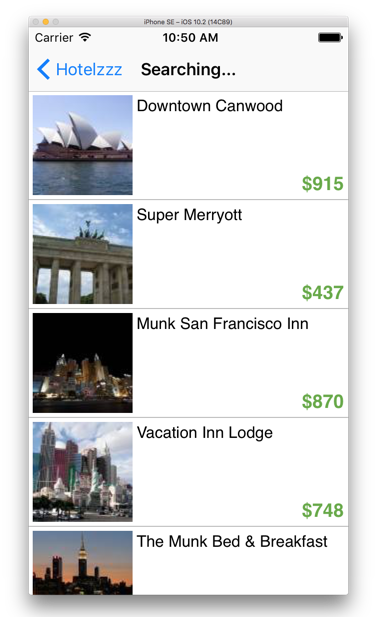 iPhone SE – iOS 10.2 (14C89)
Carrier 10:50 AM
Hotelzzz Searching...
Downtown Canwood
$915
Super Merryott
$437
Munk San Francisco Inn
$870
Vacation Inn Lodge
$748
The Munk Bed & Breakfast